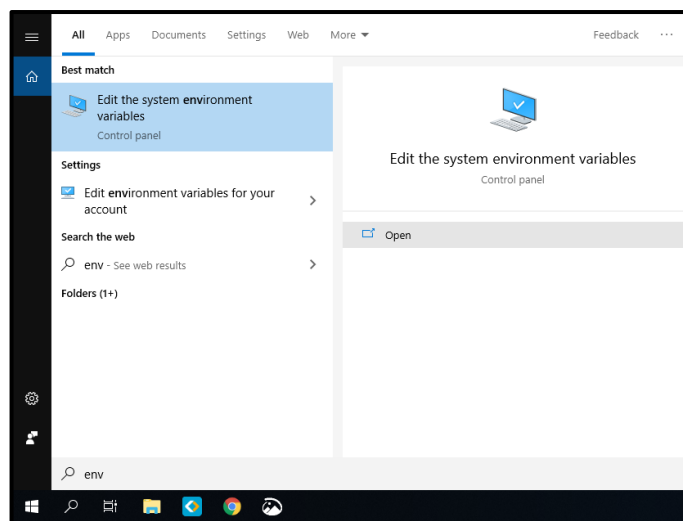 All Apps Documents Settings Web More Feedback ...
Best match
Edit the system environment
variables
Control panel
Settings
Edit environment variables for your
account
Search the web
env - See web results
Folders (1+)
Edit the system environment variables
Control panel
Open
env